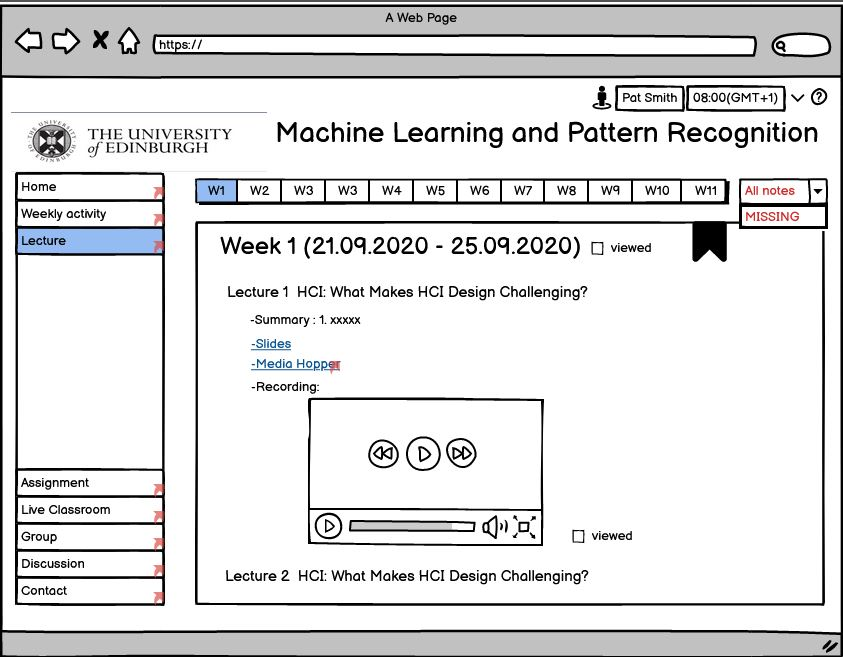 A Web Page
https://
Pat Smith
08:00(GMT+1)
?
THE UNIVERSITY
of EDINBURGH
Machine Learning and Pattern Recognition
Home
Weekly activity
Lecture
Assignment
Live Classroom
Group
Discussion
Contact
W1 W2 W3 W3 W4 W5 W6 W7 W8 W9 W10 W11
All notes
MISSING
Week 1 (21.09.2020 - 25.09.2020)
viewed
Lecture 1 HCI: What Makes HCI Design Challenging?
-Summary : 1. xxxxx
-Slides
-Media Hopper
-Recording:
viewed
Lecture 2 HCI: What Makes HCI Design Challenging?